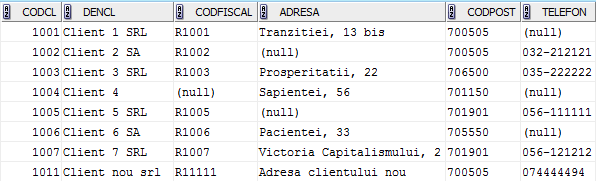 CODCL DENCL CODFISCAL ADRESA CODPOST TELEFON
1001 Client 1 SRL R1001 Tranzitiei, 13 bis 700505 (null)
1002 Client 2 SA R1002 (null) 700505 032-212121
1003 Client 3 SRL R1003 Prosperitatii, 22 706500 035-222222
1004 Client 4 (null) Sapientei, 56 701150 (null)
1005 Client 5 SRL R1005 (null) 701901 056-111111
1006 Client 6 SA R1006 Pacientei, 33 705550 (null)
1007 Client 7 SRL R1007 Victoria Capitalismului, 2 701901 056-121212
1011 Client nou srl R11111 Adresa clientului nou 700505 074444494